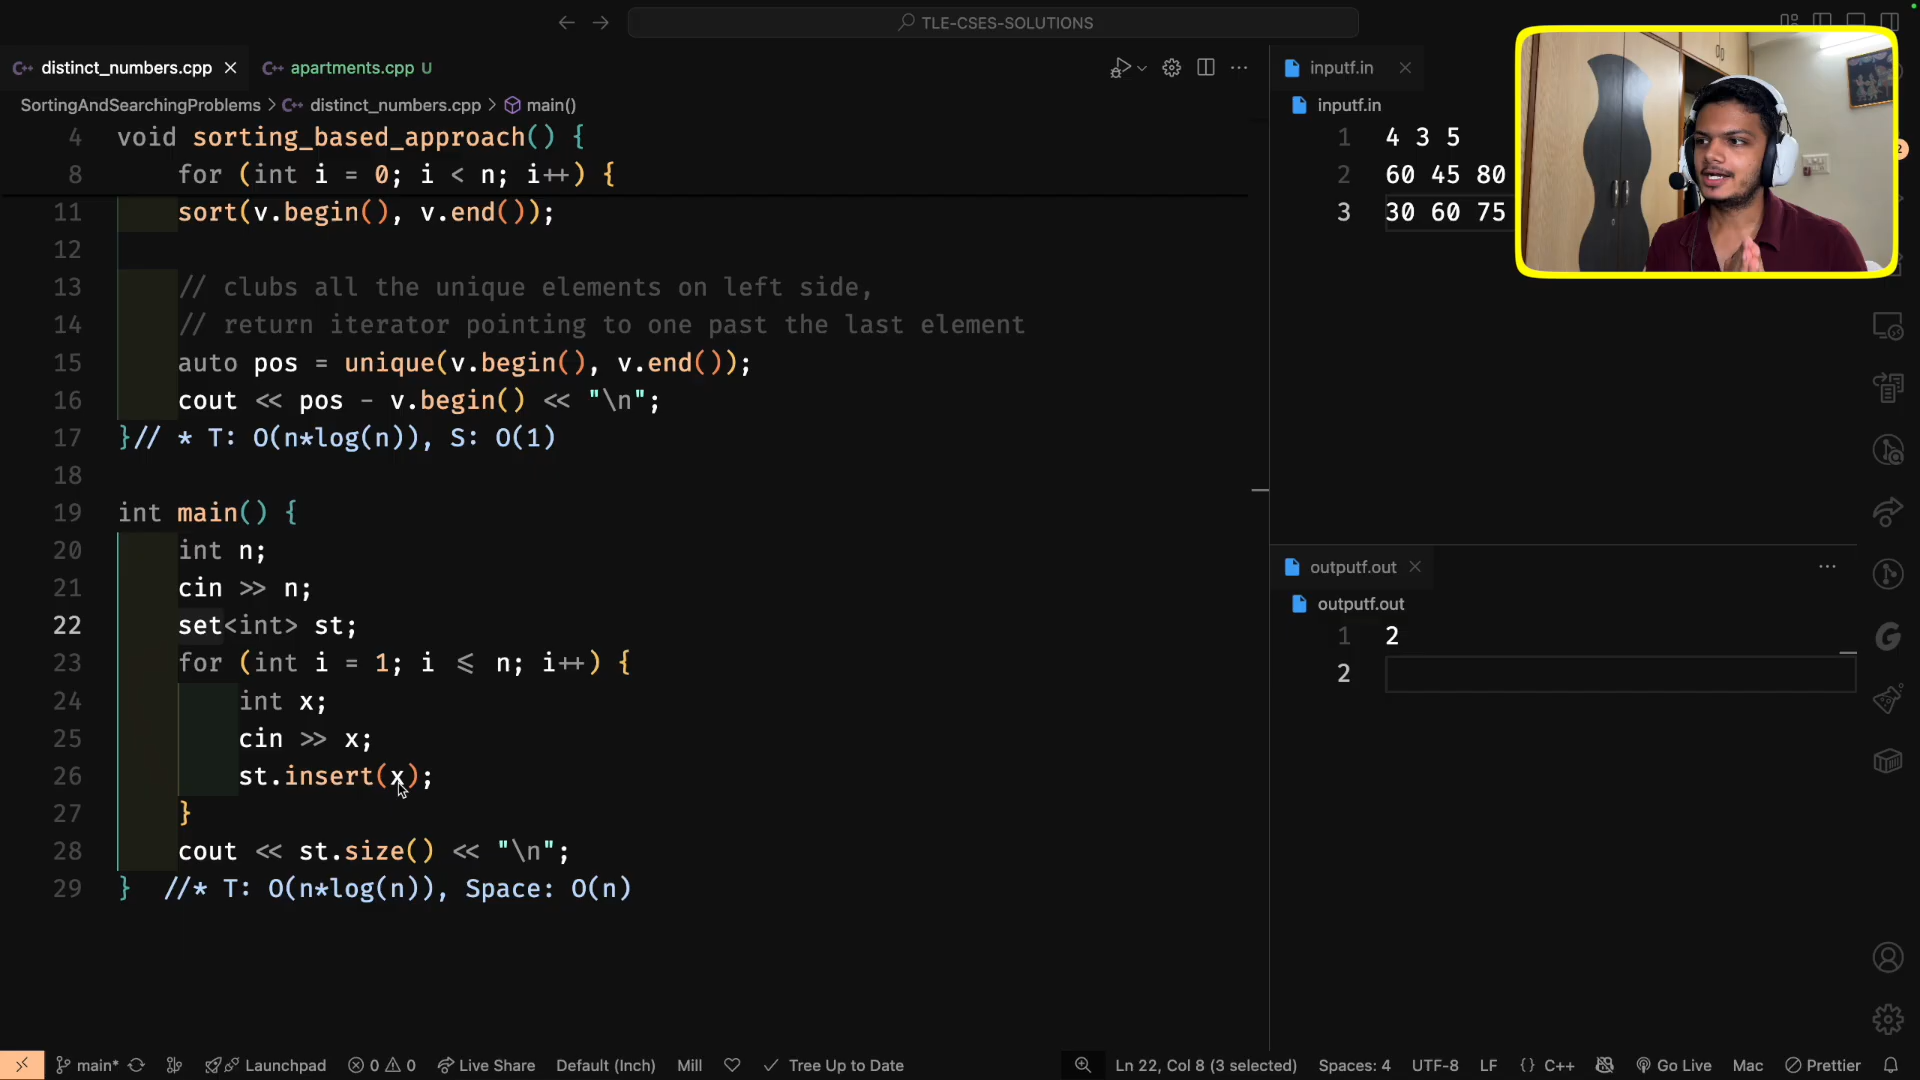 TLE-CSES-SOLUTIONS
distinct_numbers.cpp
apartments.cpp U
SortingAndSearchingProblems > distinct_numbers.cpp > main()
4 void sorting_based_approach() {
8 for (int i = 0; i < n; i++) {
11 sort(v.begin(), v.end());
12
13 // clubs all the unique elements on left side,
14 // return iterator pointing to one past the last element
15 auto pos = unique(v.begin(), v.end());
16 cout << pos - v.begin() << "\n";
17 }// * T: O(n*log(n)), S: O(1)
18
19 int main() {
20 int n;
21 cin >> n;
22 set<int> st;
23 for (int i = 1; i <= n; i++) {
24 int x;
25 cin >> x;
26 st.insert(x);
27 }
28 cout << st.size() << "\n";
29 } //* T: O(n*log(n)), Space: O(n)
inputf.in
inputf.in
1 4 3 5
2 60 45 80
3 30 60 75
outputf.out
outputf.out
1 2
2
main* Launchpad 0 0 Live Share Default (Inch) Mill Tree Up to Date Ln 22, Col 8 (3 selected) Spaces: 4 UTF-8 LF {} C++ Go Live Mac Prettier